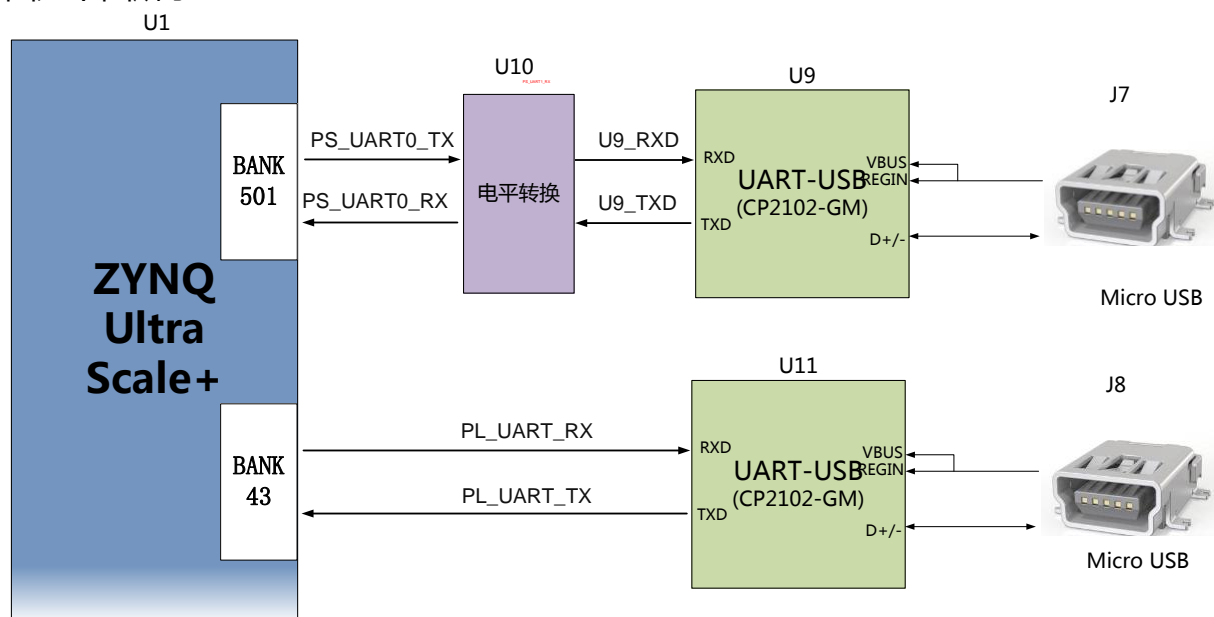 U1
U10
PS_UART1_RX
U9
J7
BANK
501
PS_UART0_TX
PS_UART0_RX
电平转换
U9_RXD
U9_TXD
RXD
TXD
UART-USB
(CP2102-GM)
VBUS
REGIN
D+/-
Micro USB
ZYNQ
Ultra
Scale+
U11
J8
BANK
43
PL_UART_RX
PL_UART_TX
RXD
TXD
UART-USB
(CP2102-GM)
VBUS
REGIN
D+/-
Micro USB